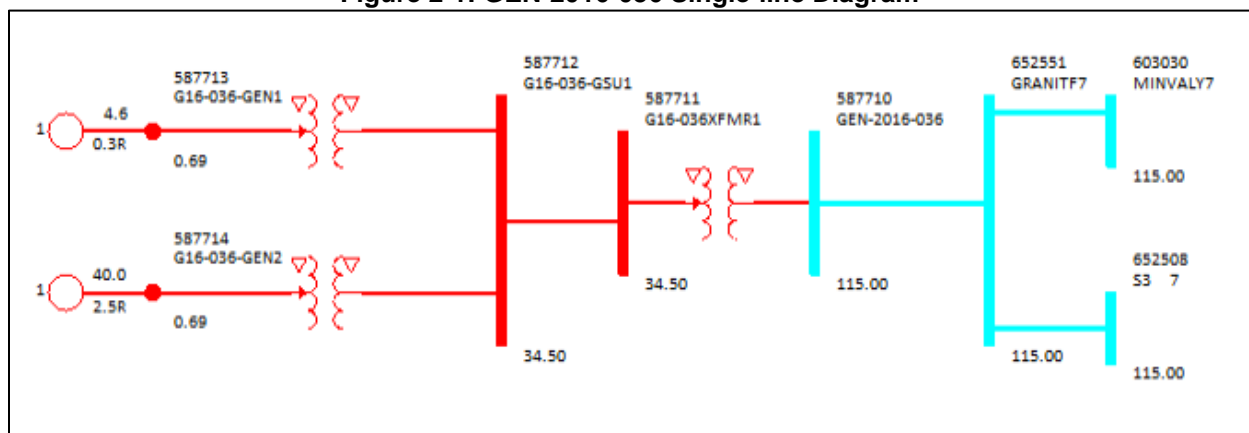 587713
G16-036-GEN1
4.6
1
0.3R
0.69
587714
G16-036-GEN2
40.0
1
2.5R
0.69
587712
G16-036-GSU1
34.50
587711
G16-036XFMR1
34.50
587710
GEN-2016-036
115.00
652551
GRANITF7
115.00
603030
MINVALY7
115.00
652508
S3 7
115.00